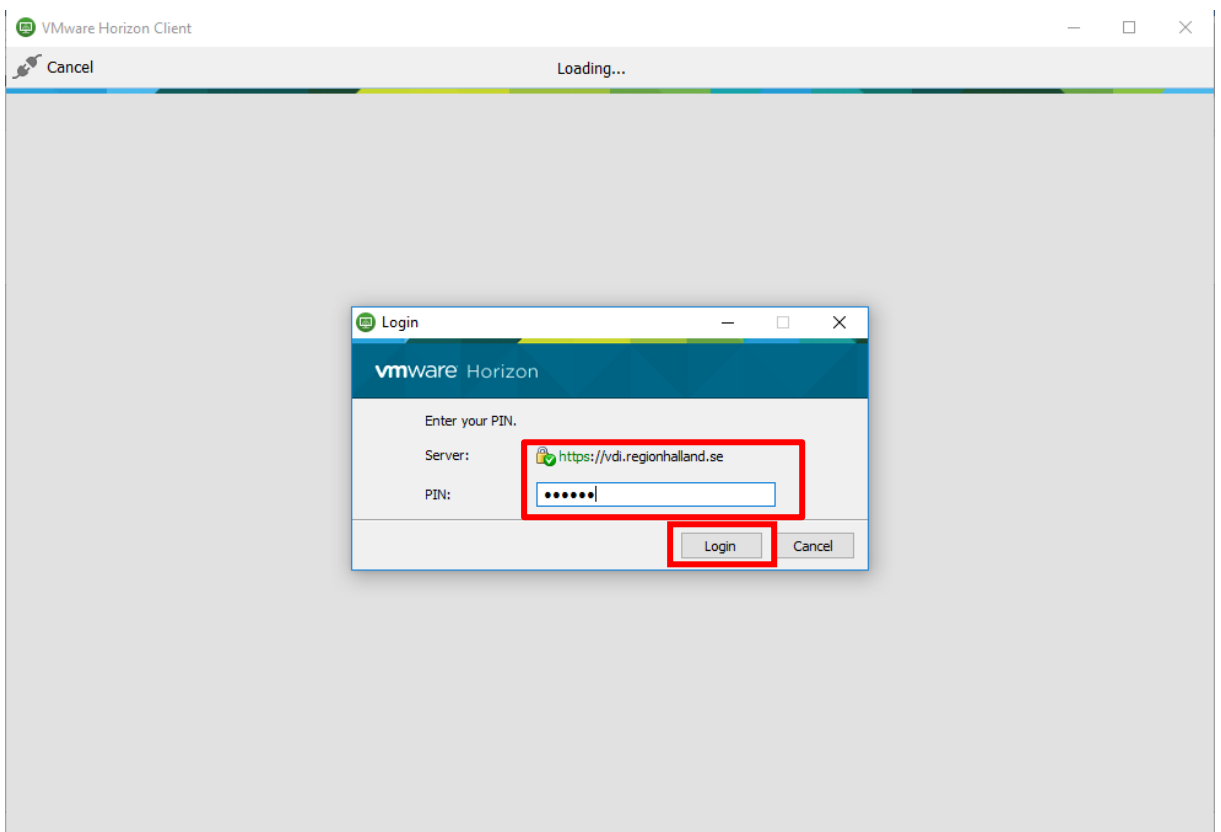 VMware Horizon Client
Cancel
Loading...
Login
vmware Horizon
Enter your PIN.
Server: https://vdi.regionhalland.se
PIN: ••••••
Login Cancel